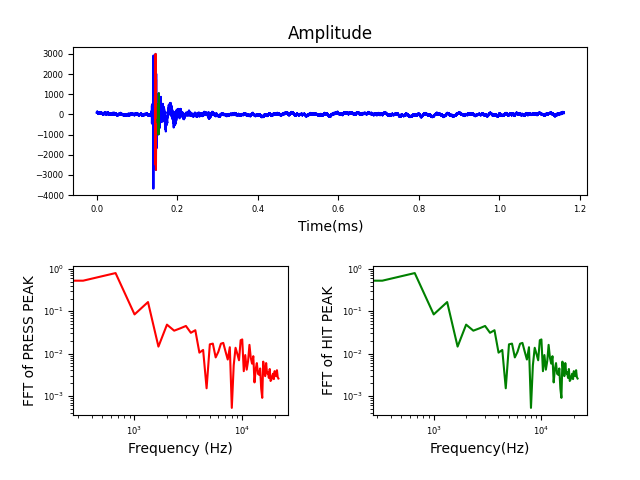 Amplitude
3000
2000
1000
0
−1000
−2000
−3000
−4000
0.0 0.2 0.4 0.6 0.8 1.0 1.2
Time(ms)
FFT of PRESS PEAK
10⁰
10⁻¹
10⁻²
10⁻³
10³ 10⁴
Frequency (Hz)
FFT of HIT PEAK
10⁰
10⁻¹
10⁻²
10⁻³
10³ 10⁴
Frequency(Hz)